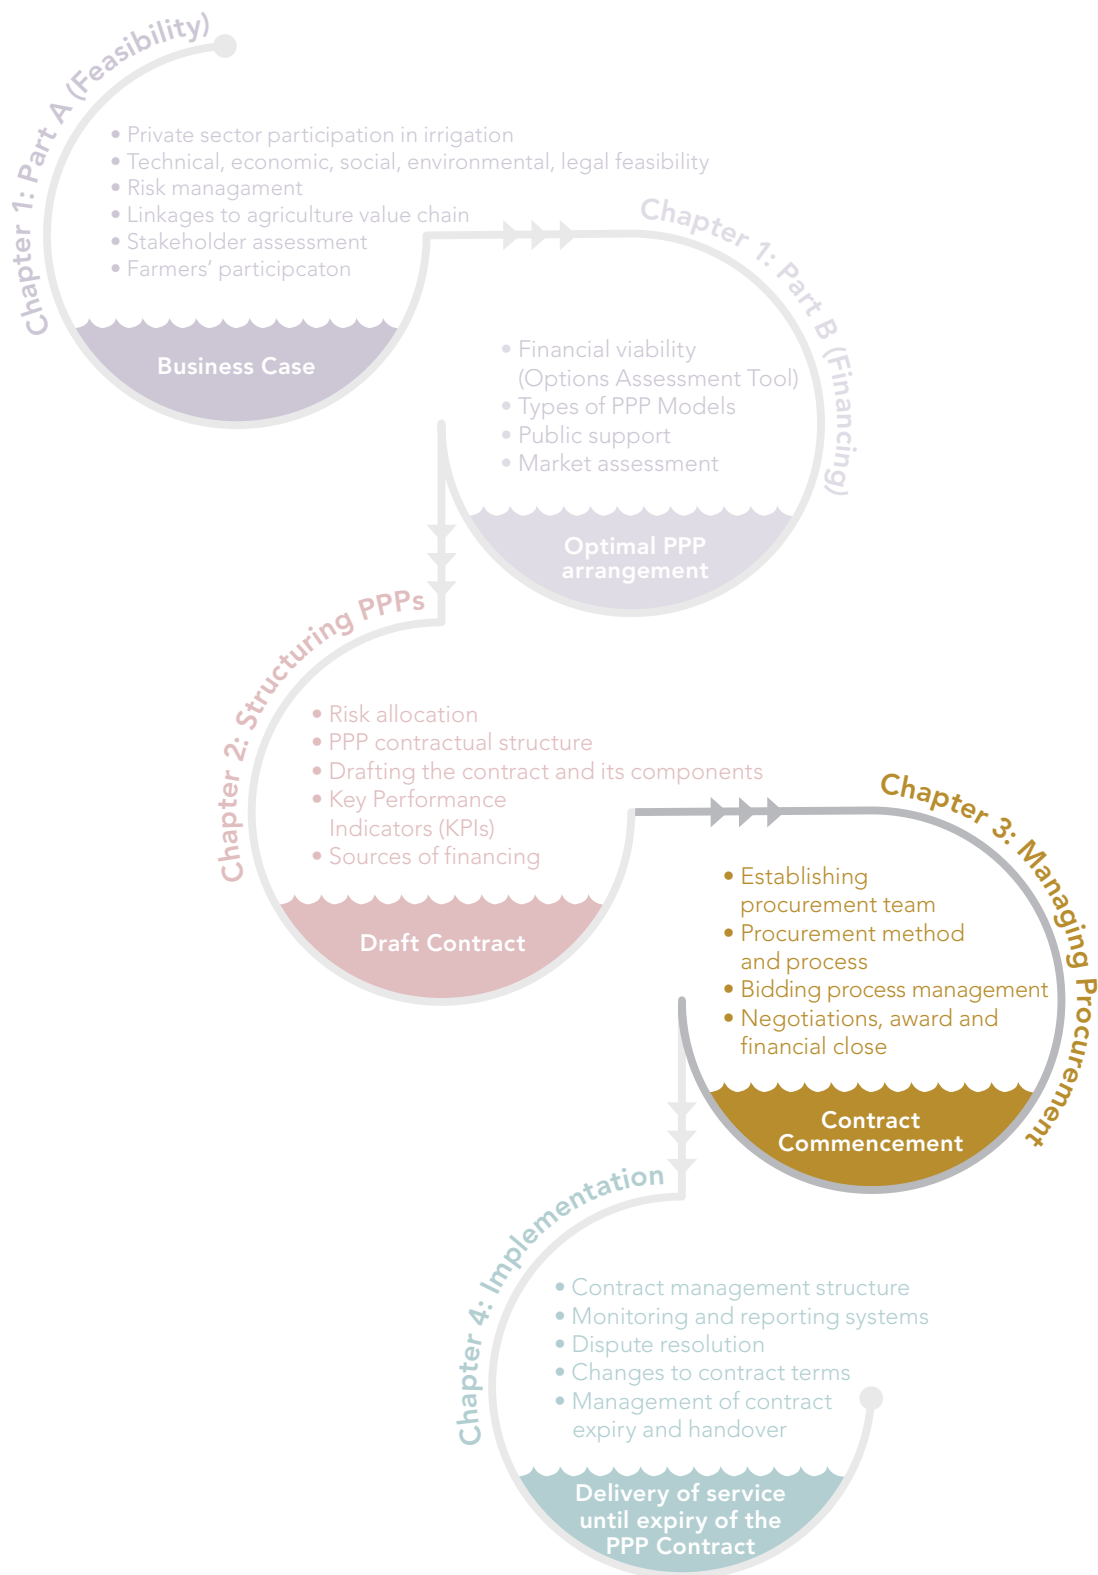 Chapter 1: Part A (Feasibility)
• Private sector participation in irrigation
• Technical, economic, social, environmental, legal feasibility
• Risk managament
• Linkages to agriculture value chain
• Stakeholder assessment
• Farmers’ participcaton
Business Case
Chapter 1: Part B (Financing)
• Financial viability
(Options Assessment Tool)
• Types of PPP Models
• Public support
• Market assessment
Optimal PPP
arrangement
Chapter 2: Structuring PPPs
• Risk allocation
• PPP contractual structure
• Drafting the contract and its components
• Key Performance
Indicators (KPIs)
• Sources of financing
Draft Contract
Chapter 3: Managing Procurement
• Establishing
procurement team
• Procurement method
and process
• Bidding process management
• Negotiations, award and
financial close
Contract
Commencement
Chapter 4: Implementation
• Contract management structure
• Monitoring and reporting systems
• Dispute resolution
• Changes to contract terms
• Management of contract
expiry and handover
Delivery of service
until expiry of the
PPP Contract